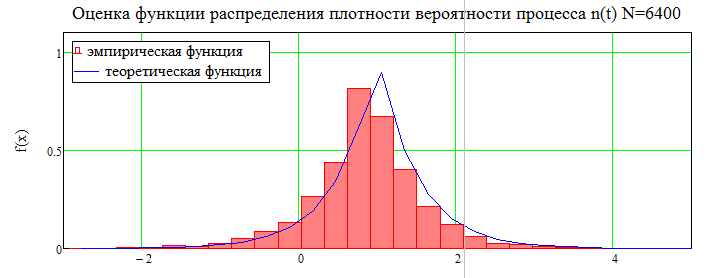 Оценка функции распределения плотности вероятности процесса n(t) N=6400
эмпирическая функция
теоретическая функция
1
0.5
0
f(x)
− 2 0 2 4